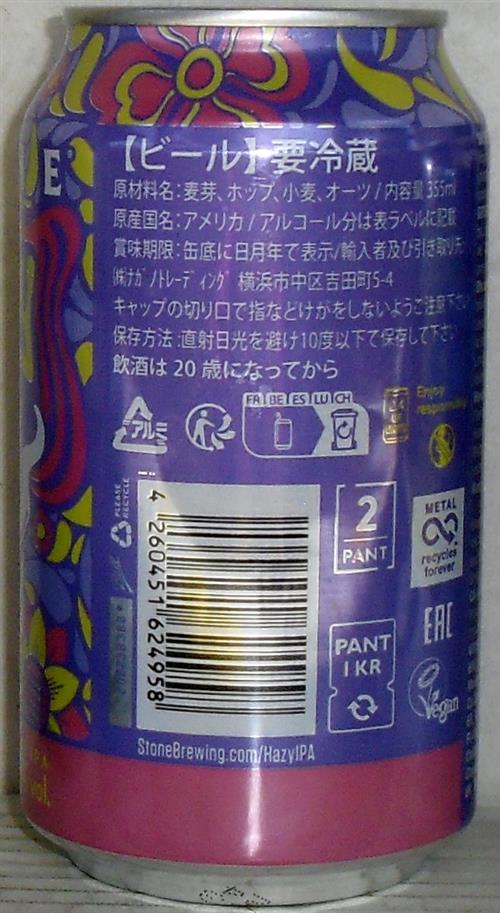 【ビール】要冷蔵
原材料名：麦芽、ホップ、小麦、オーツ / 内容量 355ml
原産国名：アメリカ / アルコール分は表ラベルに記載
賞味期限：缶底に日月年で表示/輸入者及び引き取り先
㈱ナガノトレーディング 横浜市中区吉田町5-4
キャップの切り口で指などけがをしないようご注意下さい
保存方法：直射日光を避け10度以下で保存して下さい
飲酒は 20 歳になってから
E
アルミ
FR BE ES LU CH
Enjoy
responsibly
PLEASE
RECYCLE
4 260451 624958
2
PANT
METAL
recycles
forever
PANT
1 KR
EAC
Vegan
StoneBrewing.com/HazyIPA
IPA
vol.